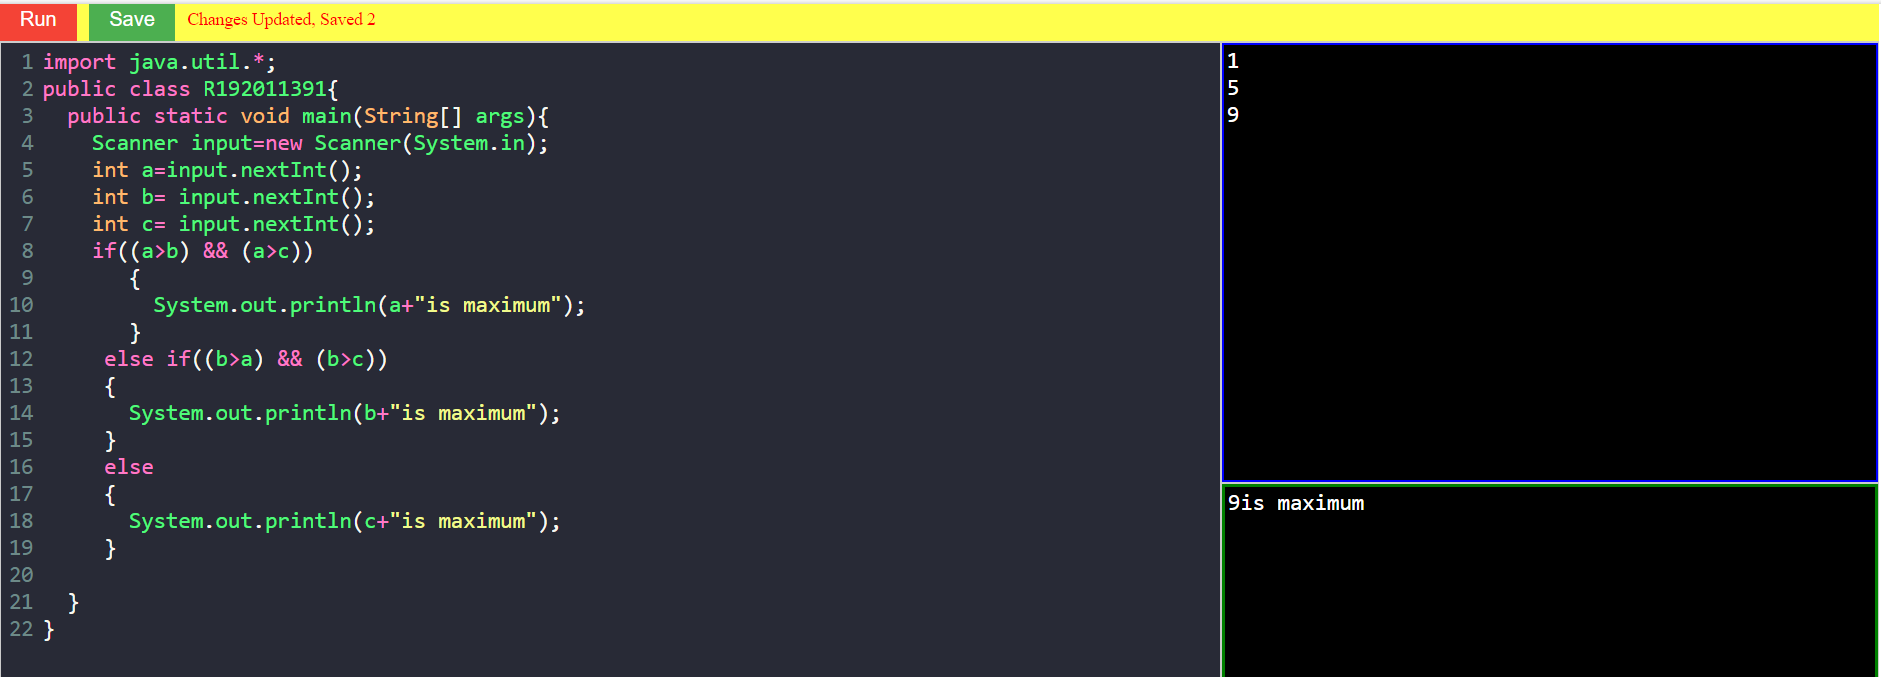 Run Save Changes Updated, Saved 2
1 import java.util.*;
2 public class R192011391{
3   public static void main(String[] args){
4     Scanner input=new Scanner(System.in);
5     int a=input.nextInt();
6     int b= input.nextInt();
7     int c= input.nextInt();
8     if((a>b) && (a>c))
9        {
10          System.out.println(a+"is maximum");
11        }
12      else if((b>a) && (b>c))
13      {
14        System.out.println(b+"is maximum");
15      }
16      else
17      {
18        System.out.println(c+"is maximum");
19      }
20
21   }
22 }
1
5
9
9is maximum